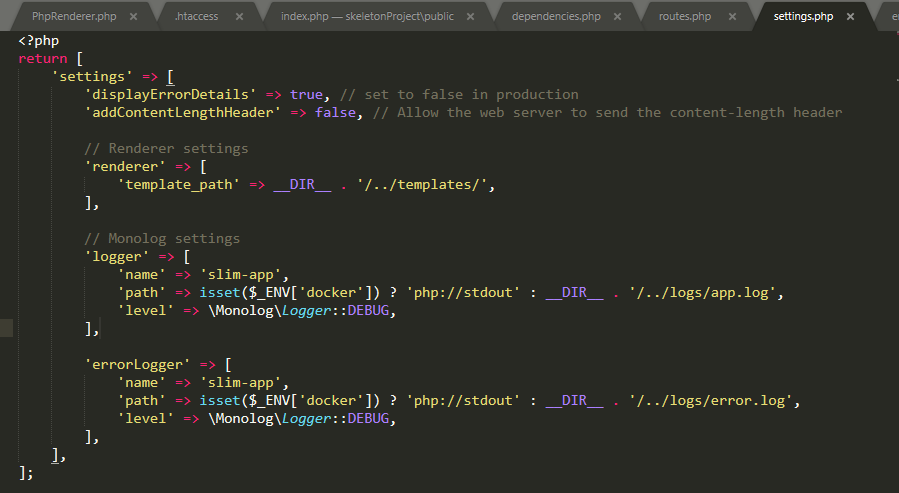 PhpRenderer.php × .htaccess × index.php — skeletonProject\public × dependencies.php × routes.php × settings.php ×
<?php
return [
    'settings' => [
        'displayErrorDetails' => true, // set to false in production
        'addContentLengthHeader' => false, // Allow the web server to send the content-length header

        // Renderer settings
        'renderer' => [
            'template_path' => __DIR__ . '/../templates/',
        ],

        // Monolog settings
        'logger' => [
            'name' => 'slim-app',
            'path' => isset($_ENV['docker']) ? 'php://stdout' : __DIR__ . '/../logs/app.log',
            'level' => \Monolog\Logger::DEBUG,
        ],

        'errorLogger' => [
            'name' => 'slim-app',
            'path' => isset($_ENV['docker']) ? 'php://stdout' : __DIR__ . '/../logs/error.log',
            'level' => \Monolog\Logger::DEBUG,
        ],
    ],
];